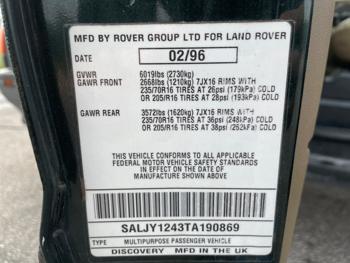 MFD BY ROVER GROUP LTD FOR LAND ROVER
DATE 02/96
GVWR 6019lbs (2730kg)
GAWR FRONT 2668lbs (1210kg) 7JX16 RIMS WITH
235/70R16 TIRES AT 26psi (179kPa) COLD
OR 205/R16 TIRES AT 28psi (193kPa) COLD
GAWR REAR 3572lbs (1620kg) 7JX16 RIMS WITH
235/70R16 TIRES AT 36psi (248kPa) COLD
OR 205/R16 TIRES AT 38psi (262kPa) COLD
THIS VEHICLE CONFORMS TO ALL APPLICABLE
FEDERAL MOTOR VEHICLE SAFETY STANDARDS
IN EFFECT ON THE DATE OF
MANUFACTURE SHOWN ABOVE
SALJY1243TA190869
TYPE MULTIPURPOSE PASSENGER VEHICLE
DISCOVERY MFD IN THE UK